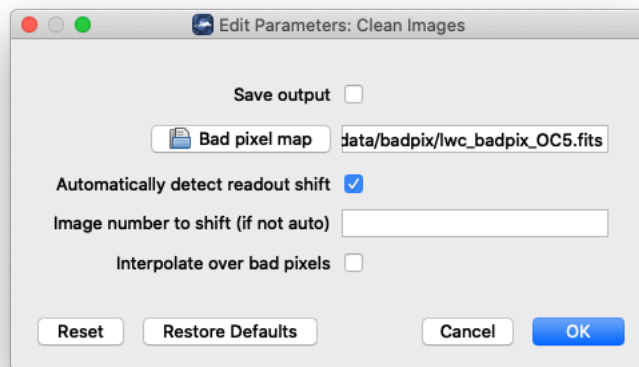 Edit Parameters: Clean Images
Save output
Bad pixel map data/badpix/lwc_badpix_OC5.fits
Automatically detect readout shift
Image number to shift (if not auto)
Interpolate over bad pixels
Reset Restore Defaults Cancel OK